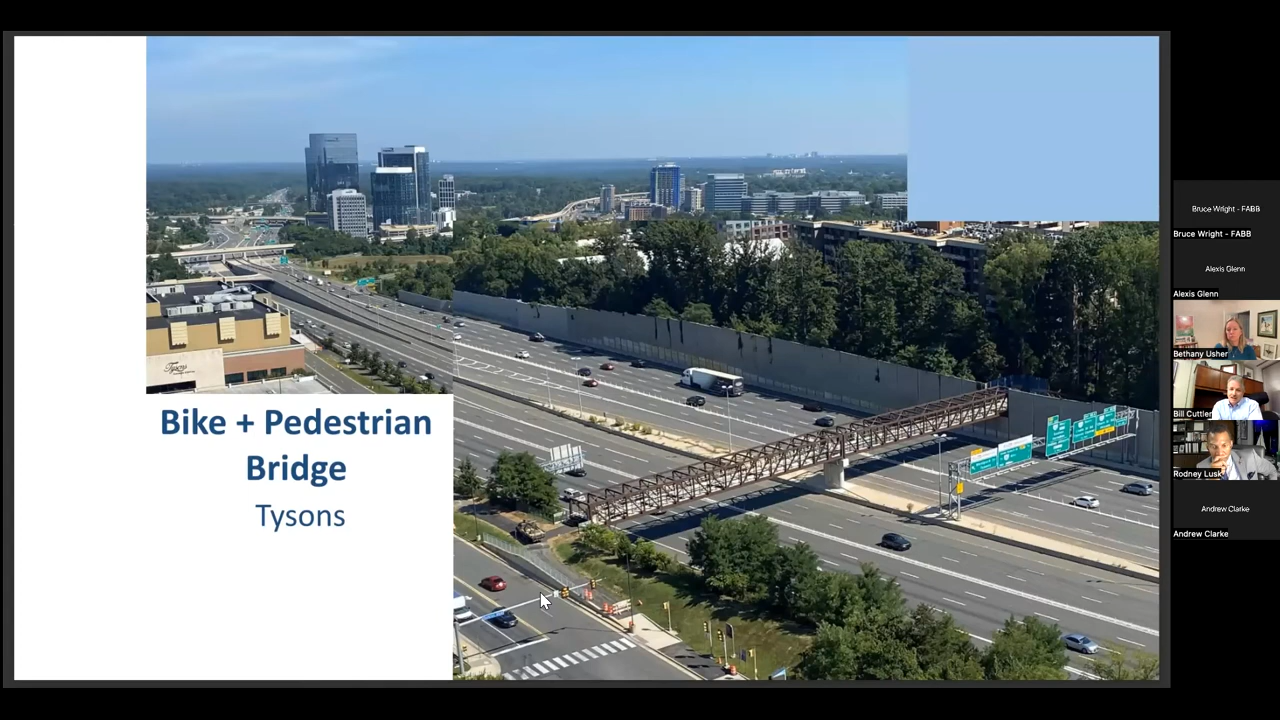 Bike + Pedestrian
Bridge
Tysons
Tysons
Bruce Wright - FABB
Bruce Wright - FABB
Alexis Glenn
Alexis Glenn
Bethany Usher
Bill Cuttler
Rodney Lusk
Andrew Clarke
Andrew Clarke